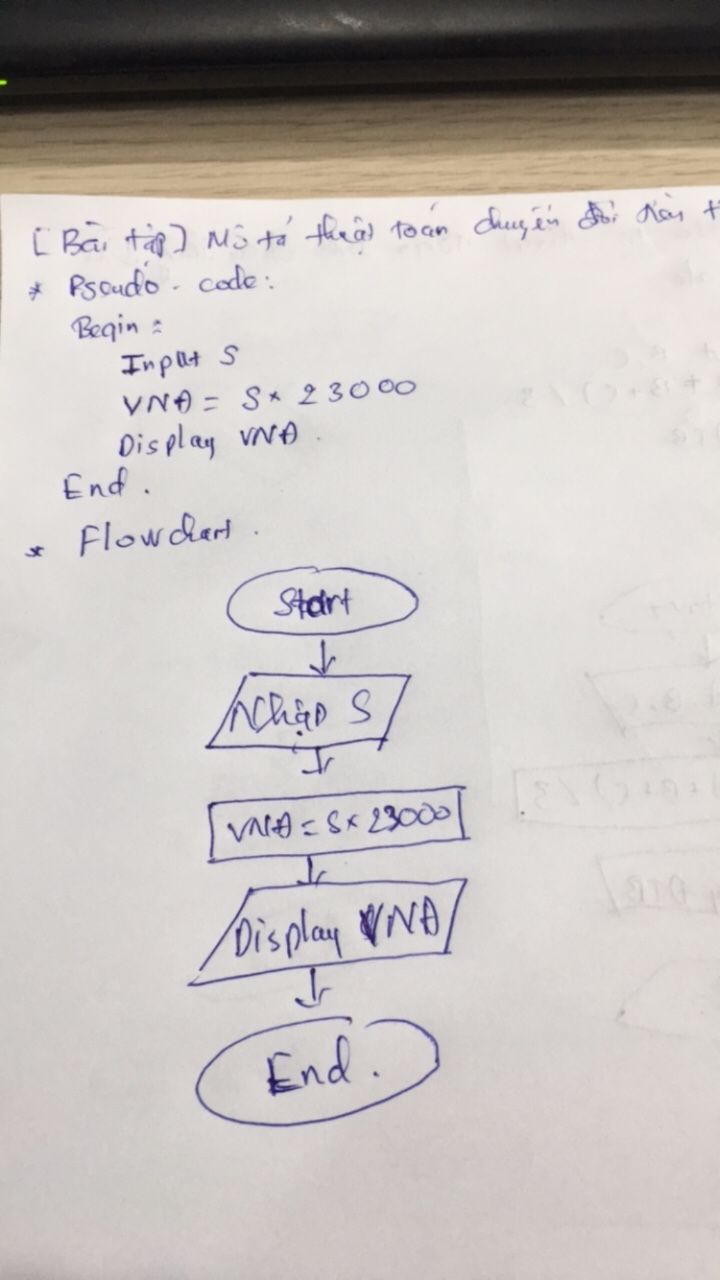 [Bài tập] Mô tả thuật toán chuyển đổi tiền t
* Pseudo - code:
Begin:
Input S
VNĐ = S * 23000
Display VNĐ.
End.
* Flowchart.
Start
Nhập S
VNĐ = S * 23000
Display VNĐ
End.